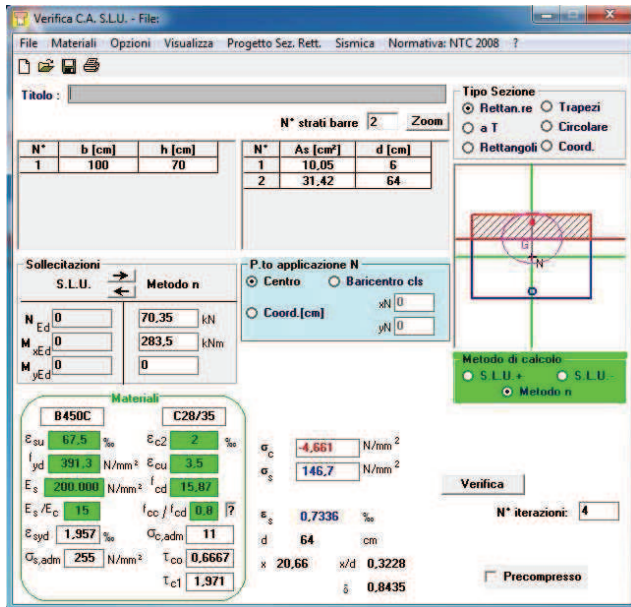 Verifica C.A. S.L.U. - File:
File Materiali Opzioni Visualizza Progetto Sez. Rett. Sismica Normativa: NTC 2008 ?
Titolo :
N° strati barre 2 Zoom
N° b [cm] h [cm]
1 100 70
N° As [cm²] d [cm]
1 10,05 6
2 31,42 64
Tipo Sezione
Rettan.re Trapezi
a T Circolare
Rettangoli Coord.
G
N
Sollecitazioni
S.L.U. Metodo n
N Ed 0 70,35 kN
M xEd 0 283,5 kNm
M yEd 0 0
P.to applicazione N
Centro Baricentro cls
Coord.[cm] xN 0
yN 0
Metodo di calcolo
S.L.U.+ S.L.U.-
Metodo n
Materiali
B450C C28/35
εsu 67,5 ‰ εc2 2 ‰
fyd 391,3 N/mm² εcu 3,5
Es 200.000 N/mm² fcd 15,87
Es/Ec 15 fcc / fcd 0,8 ?
εsyd 1,957 ‰ σc,adm 11
σs,adm 255 N/mm² τco 0,6667
τc1 1,971
σc -4,661 N/mm²
σs 146,7 N/mm²
εs 0,7336 ‰
d 64 cm
x 20,66 x/d 0,3228
δ 0,8435
Verifica
N° iterazioni: 4
Precompresso